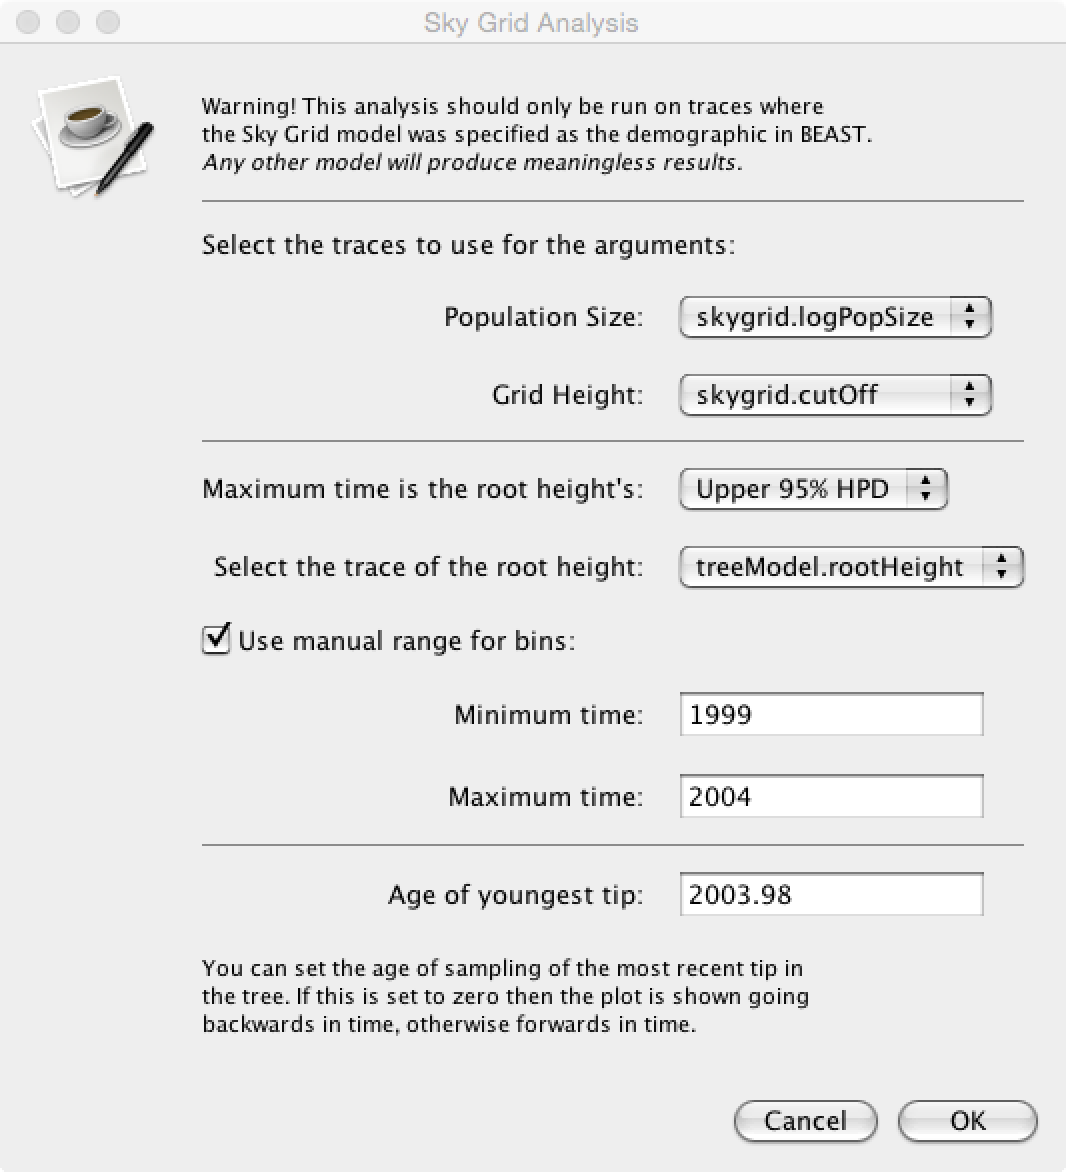 Sky Grid Analysis
Warning! This analysis should only be run on traces where
the Sky Grid model was specified as the demographic in BEAST.
Any other model will produce meaningless results.
Select the traces to use for the arguments:
Population Size: skygrid.logPopSize
Grid Height: skygrid.cutOff
Maximum time is the root height's: Upper 95% HPD
Select the trace of the root height: treeModel.rootHeight
Use manual range for bins:
Minimum time: 1999
Maximum time: 2004
Age of youngest tip: 2003.98
You can set the age of sampling of the most recent tip in
the tree. If this is set to zero then the plot is shown going
backwards in time, otherwise forwards in time.
Cancel OK